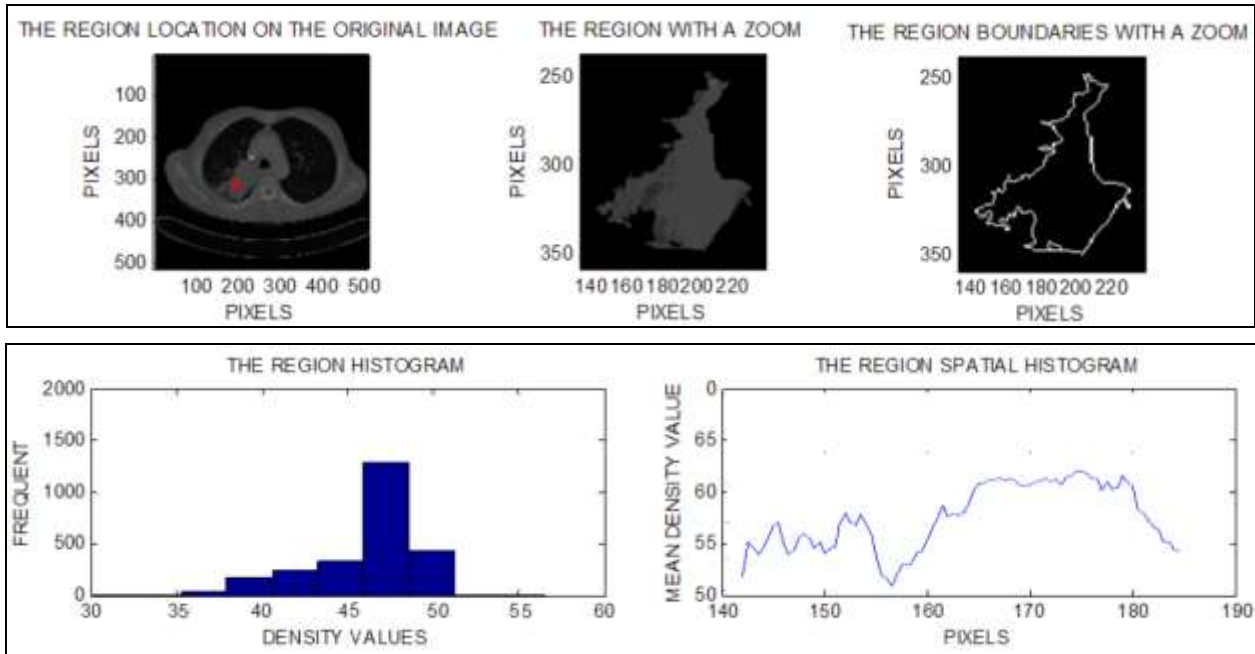 THE REGION LOCATION ON THE ORIGINAL IMAGE
PIXELS
100
200
300
400
500
100 200 300 400 500
PIXELS
THE REGION WITH A ZOOM
PIXELS
250
300
350
140 160 180 200 220
PIXELS
THE REGION BOUNDARIES WITH A ZOOM
PIXELS
250
300
350
140 160 180 200 220
PIXELS
THE REGION HISTOGRAM
FREQUENT
2000
1500
1000
500
0
30 35 40 45 50 55 60
DENSITY VALUES
THE REGION SPATIAL HISTOGRAM
MEAN DENSITY VALUE
0
65
60
55
50
140 150 160 170 180 190
PIXELS